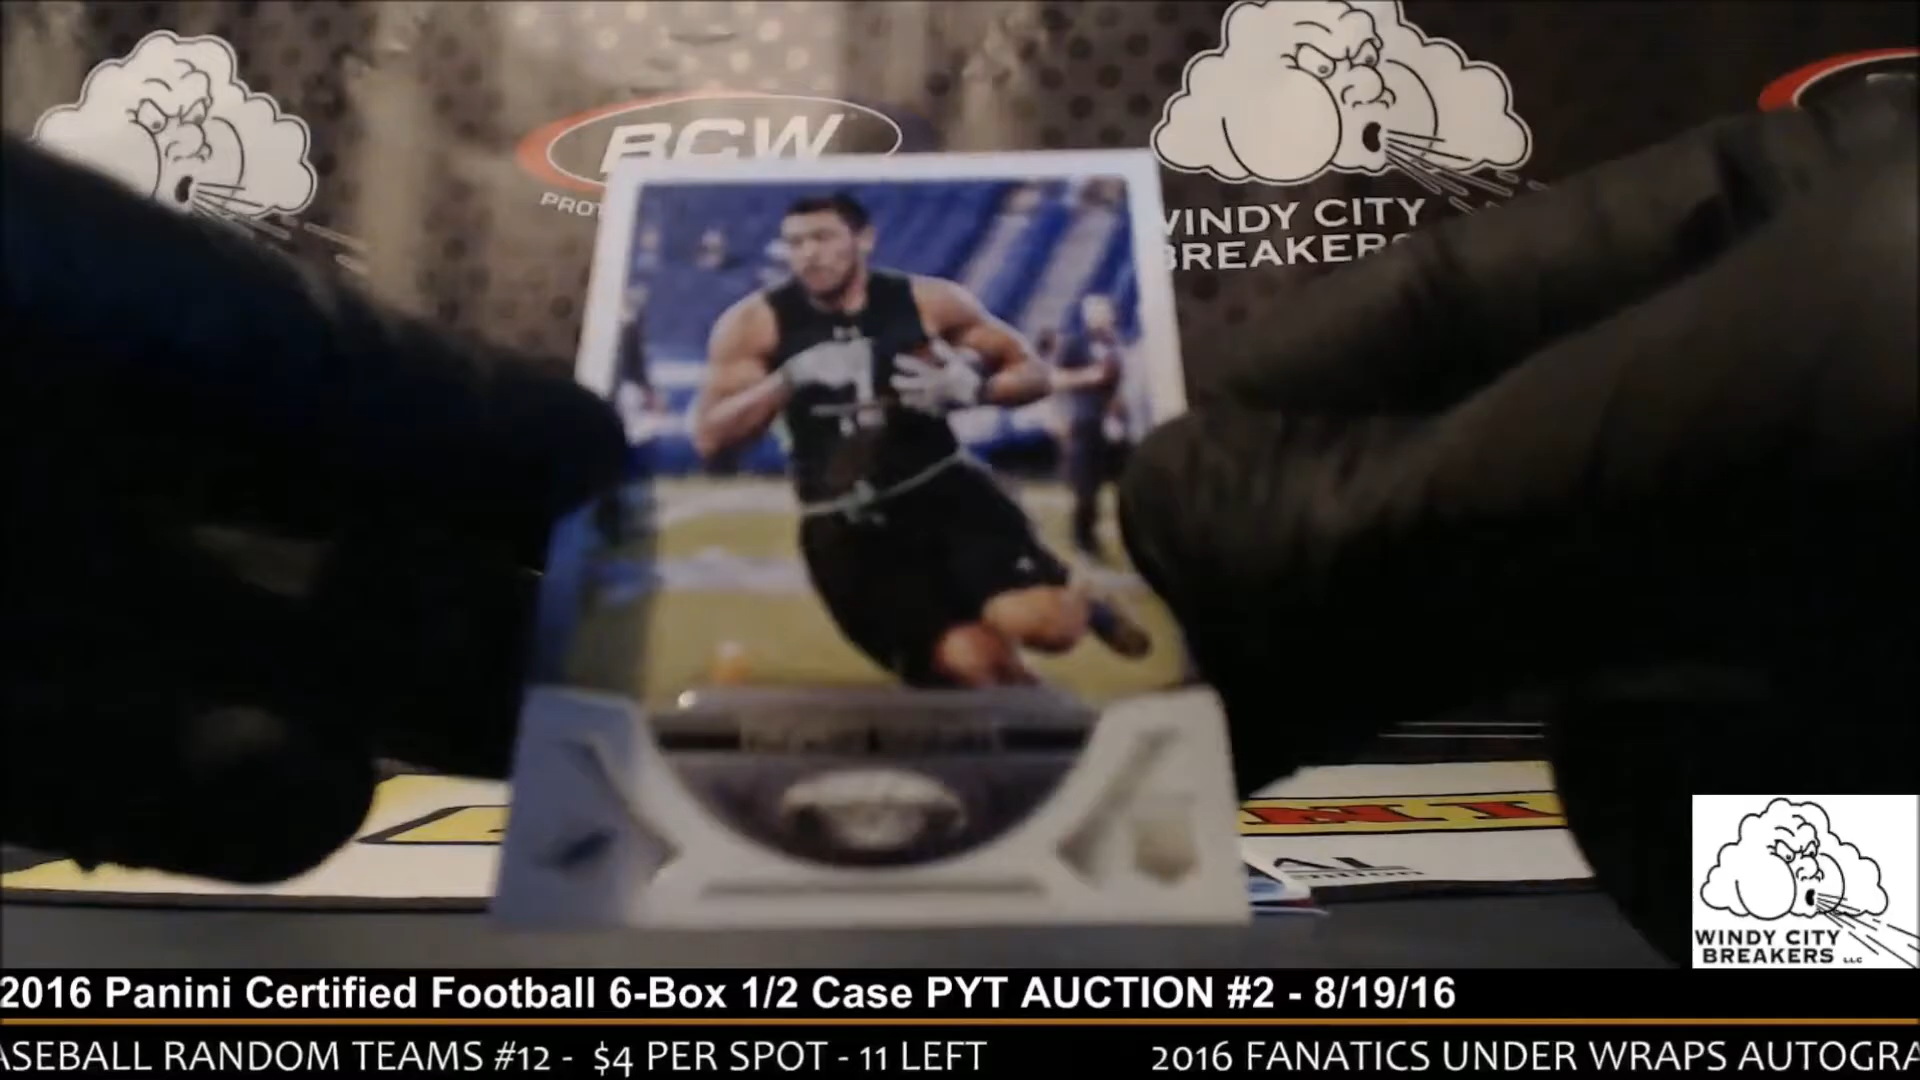 BCW
PROT
WINDY CITY
BREAKERS
WINDY CITY
BREAKERS LLC
2016 Panini Certified Football 6-Box 1/2 Case PYT AUCTION #2 - 8/19/16
ASEBALL RANDOM TEAMS #12 - $4 PER SPOT - 11 LEFT 2016 FANATICS UNDER WRAPS AUTOGRA